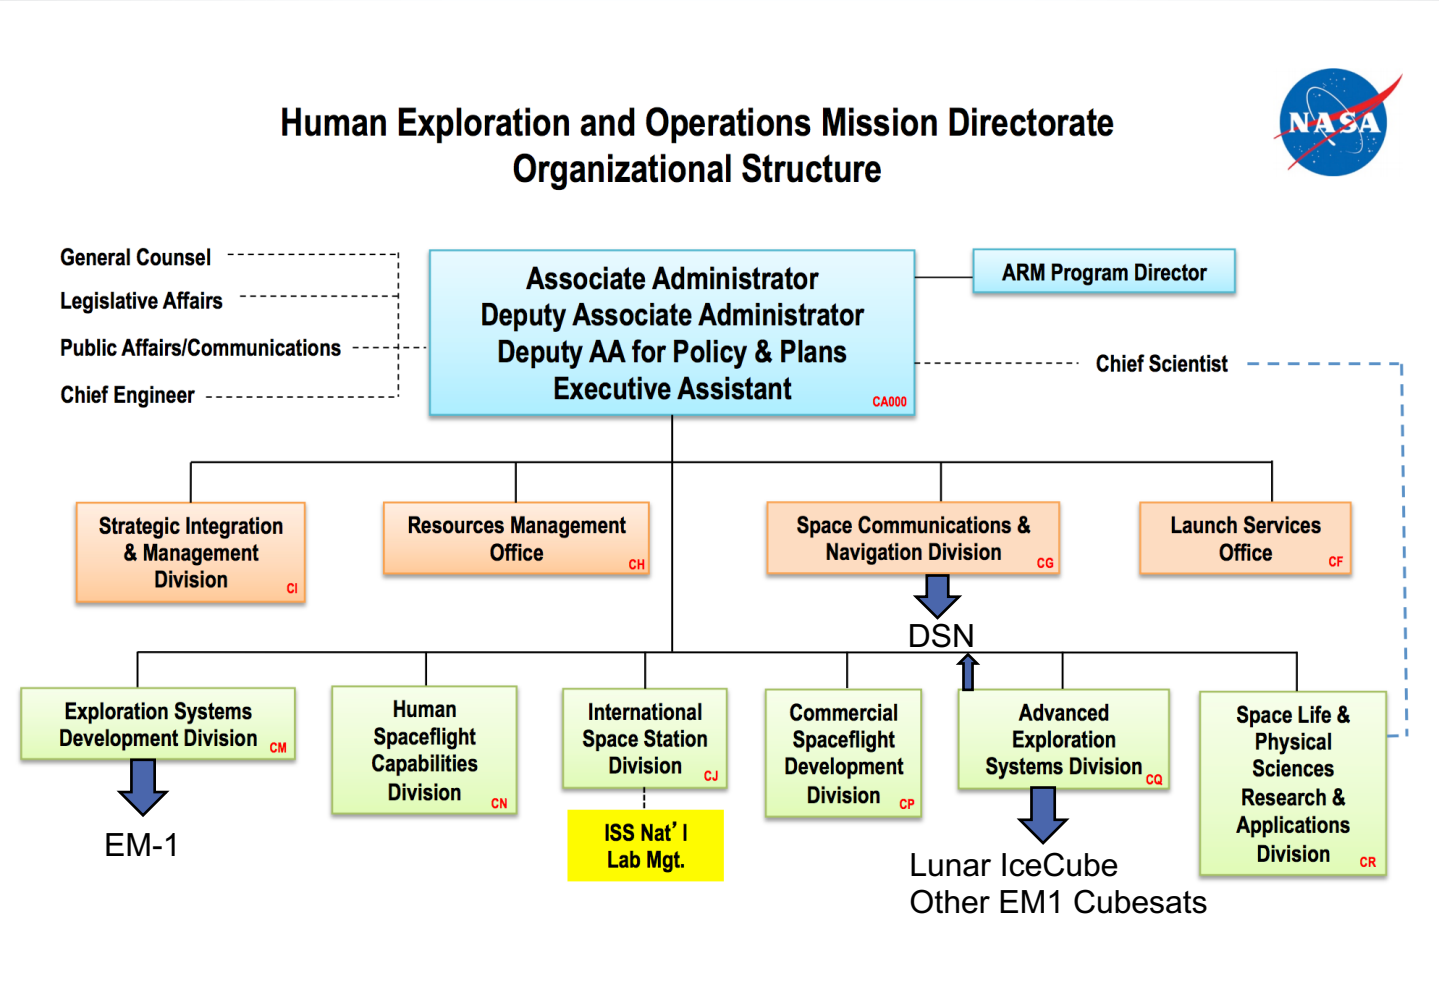 Human Exploration and Operations Mission Directorate
Organizational Structure
NASA
General Counsel
Legislative Affairs
Public Affairs/Communications
Chief Engineer
Associate Administrator
Deputy Associate Administrator
Deputy AA for Policy & Plans
Executive Assistant
CA000
ARM Program Director
Chief Scientist
Strategic Integration
& Management
Division
CI
Resources Management
Office
CH
Space Communications &
Navigation Division
CG
Launch Services
Office
CF
DSN
Exploration Systems
Development Division
CM
EM-1
Human
Spaceflight
Capabilities
Division
CN
International
Space Station
Division
CJ
ISS Nat’l
Lab Mgt.
Commercial
Spaceflight
Development
Division
CP
Advanced
Exploration
Systems Division
CQ
Lunar IceCube
Other EM1 Cubesats
Space Life &
Physical
Sciences
Research &
Applications
Division
CR